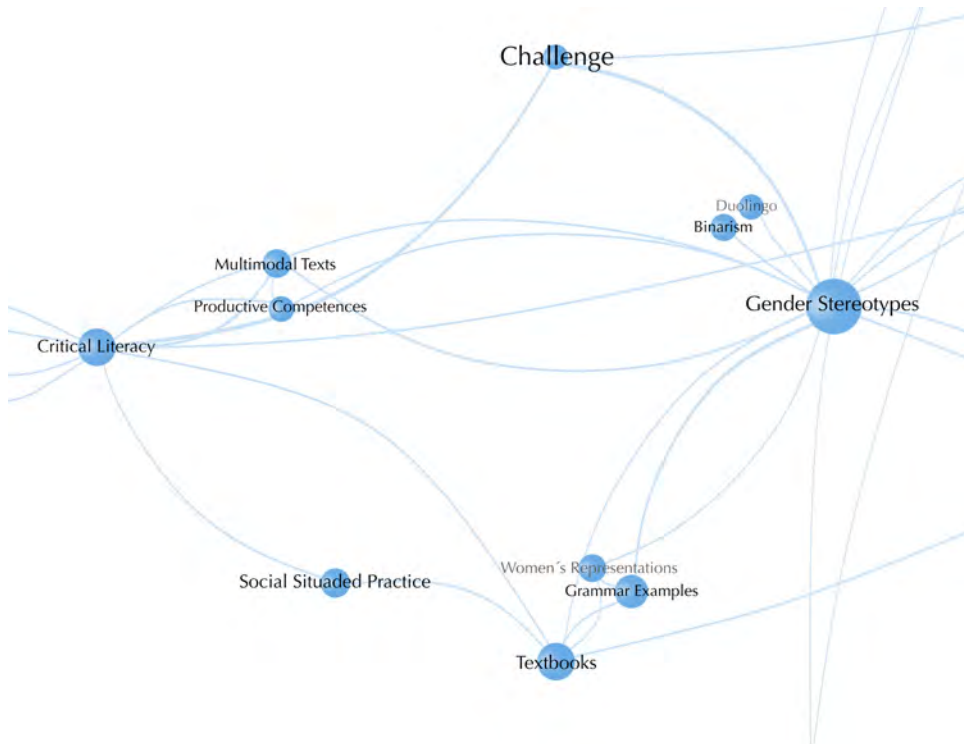 Challenge
Duolingo
Binarism
Multimodal Texts
Productive Competences
Gender Stereotypes
Critical Literacy
Women´s Representations
Social Situaded Practice
Grammar Examples
Textbooks